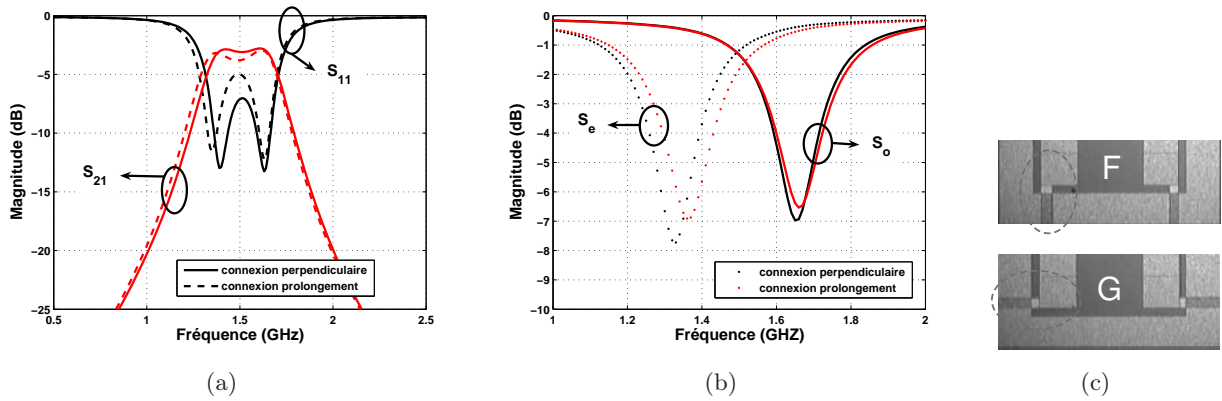 0
−5
−10
−15
−20
−25
0.5
1
1.5
2
2.5
Magnitude (dB)
Fréquence (GHz)
S11
S21
connexion perpendiculaire
connexion prolongement
(a)
0
−1
−2
−3
−4
−5
−6
−7
−8
−9
−10
1
1.2
1.4
1.6
1.8
2
Magnitude (dB)
Fréquence (GHZ)
Se
So
connexion perpendiculaire
connexion prolongement
(b)
F
G
(c)